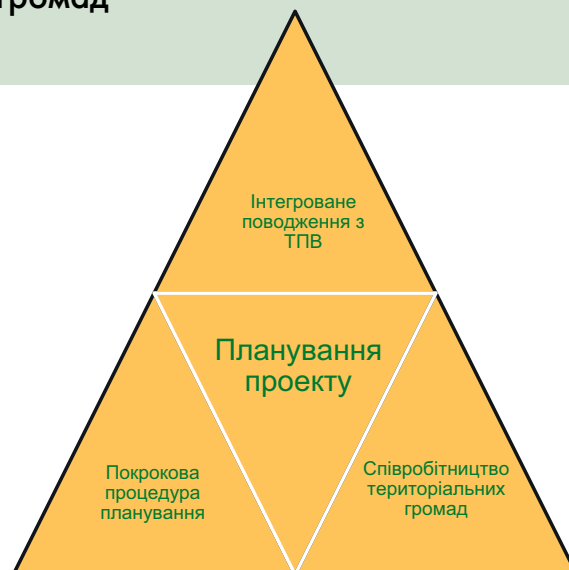 громад
Інтегроване
поводження з
ТПВ
Планування
проекту
Покрокова
процедура
планування
Співробітництво
територіальних
громад